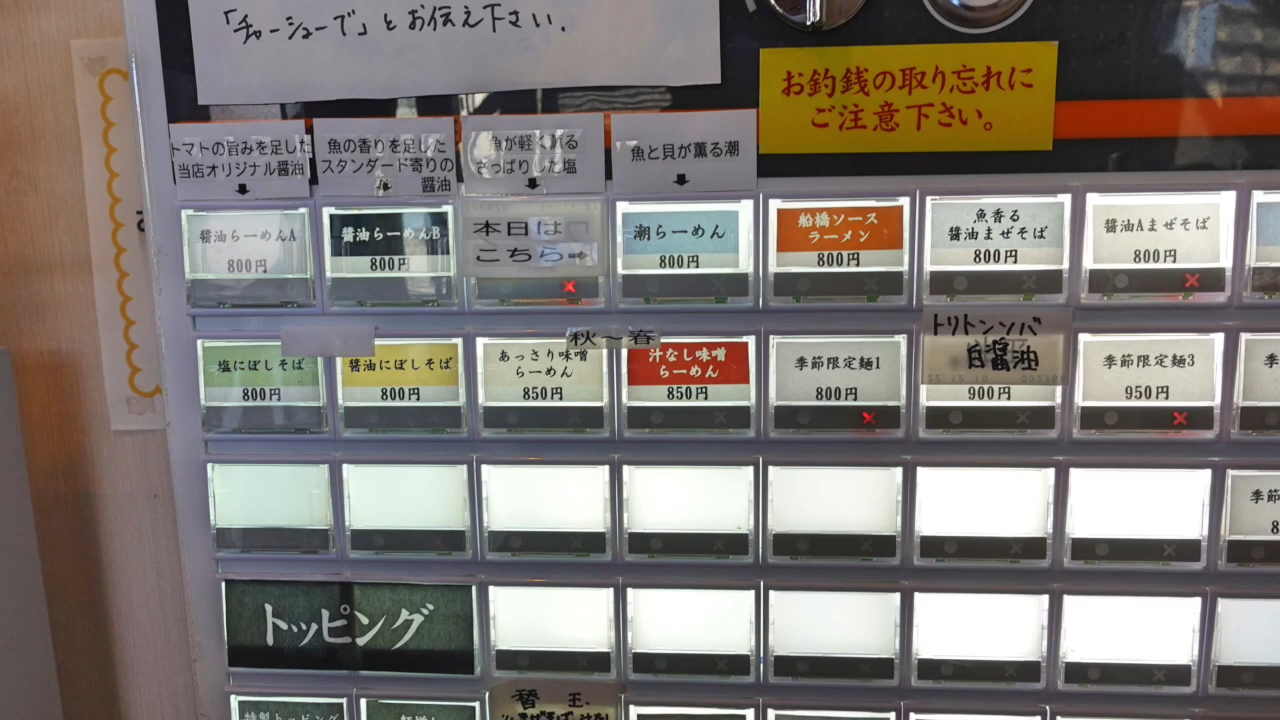 「チャーシューで」とお伝え下さい.
お釣銭の取り忘れに
ご注意下さい。
トマトの旨みを足した
当店オリジナル醤油
魚の香りを足した
スタンダード寄りの
醤油
魚が軽く
さっぱりした塩
魚と貝が薫る潮
醤油らーめんA
800円
醤油らーめんB
800円
本日は
こちら→
潮らーめん
800円
船橋ソース
ラーメン
800円
魚香る
醤油まぜそば
800円
醤油Aまぜそば
800円
秋〜春
塩にぼしそば
800円
醤油にぼしそば
800円
あっさり味噌
らーめん
850円
汁なし味噌
らーめん
850円
季節限定麺1
800円
トリトンソバ
白醤油
900円
季節限定麺3
950円
季
季節
8
トッピング
特製トッピング
替玉